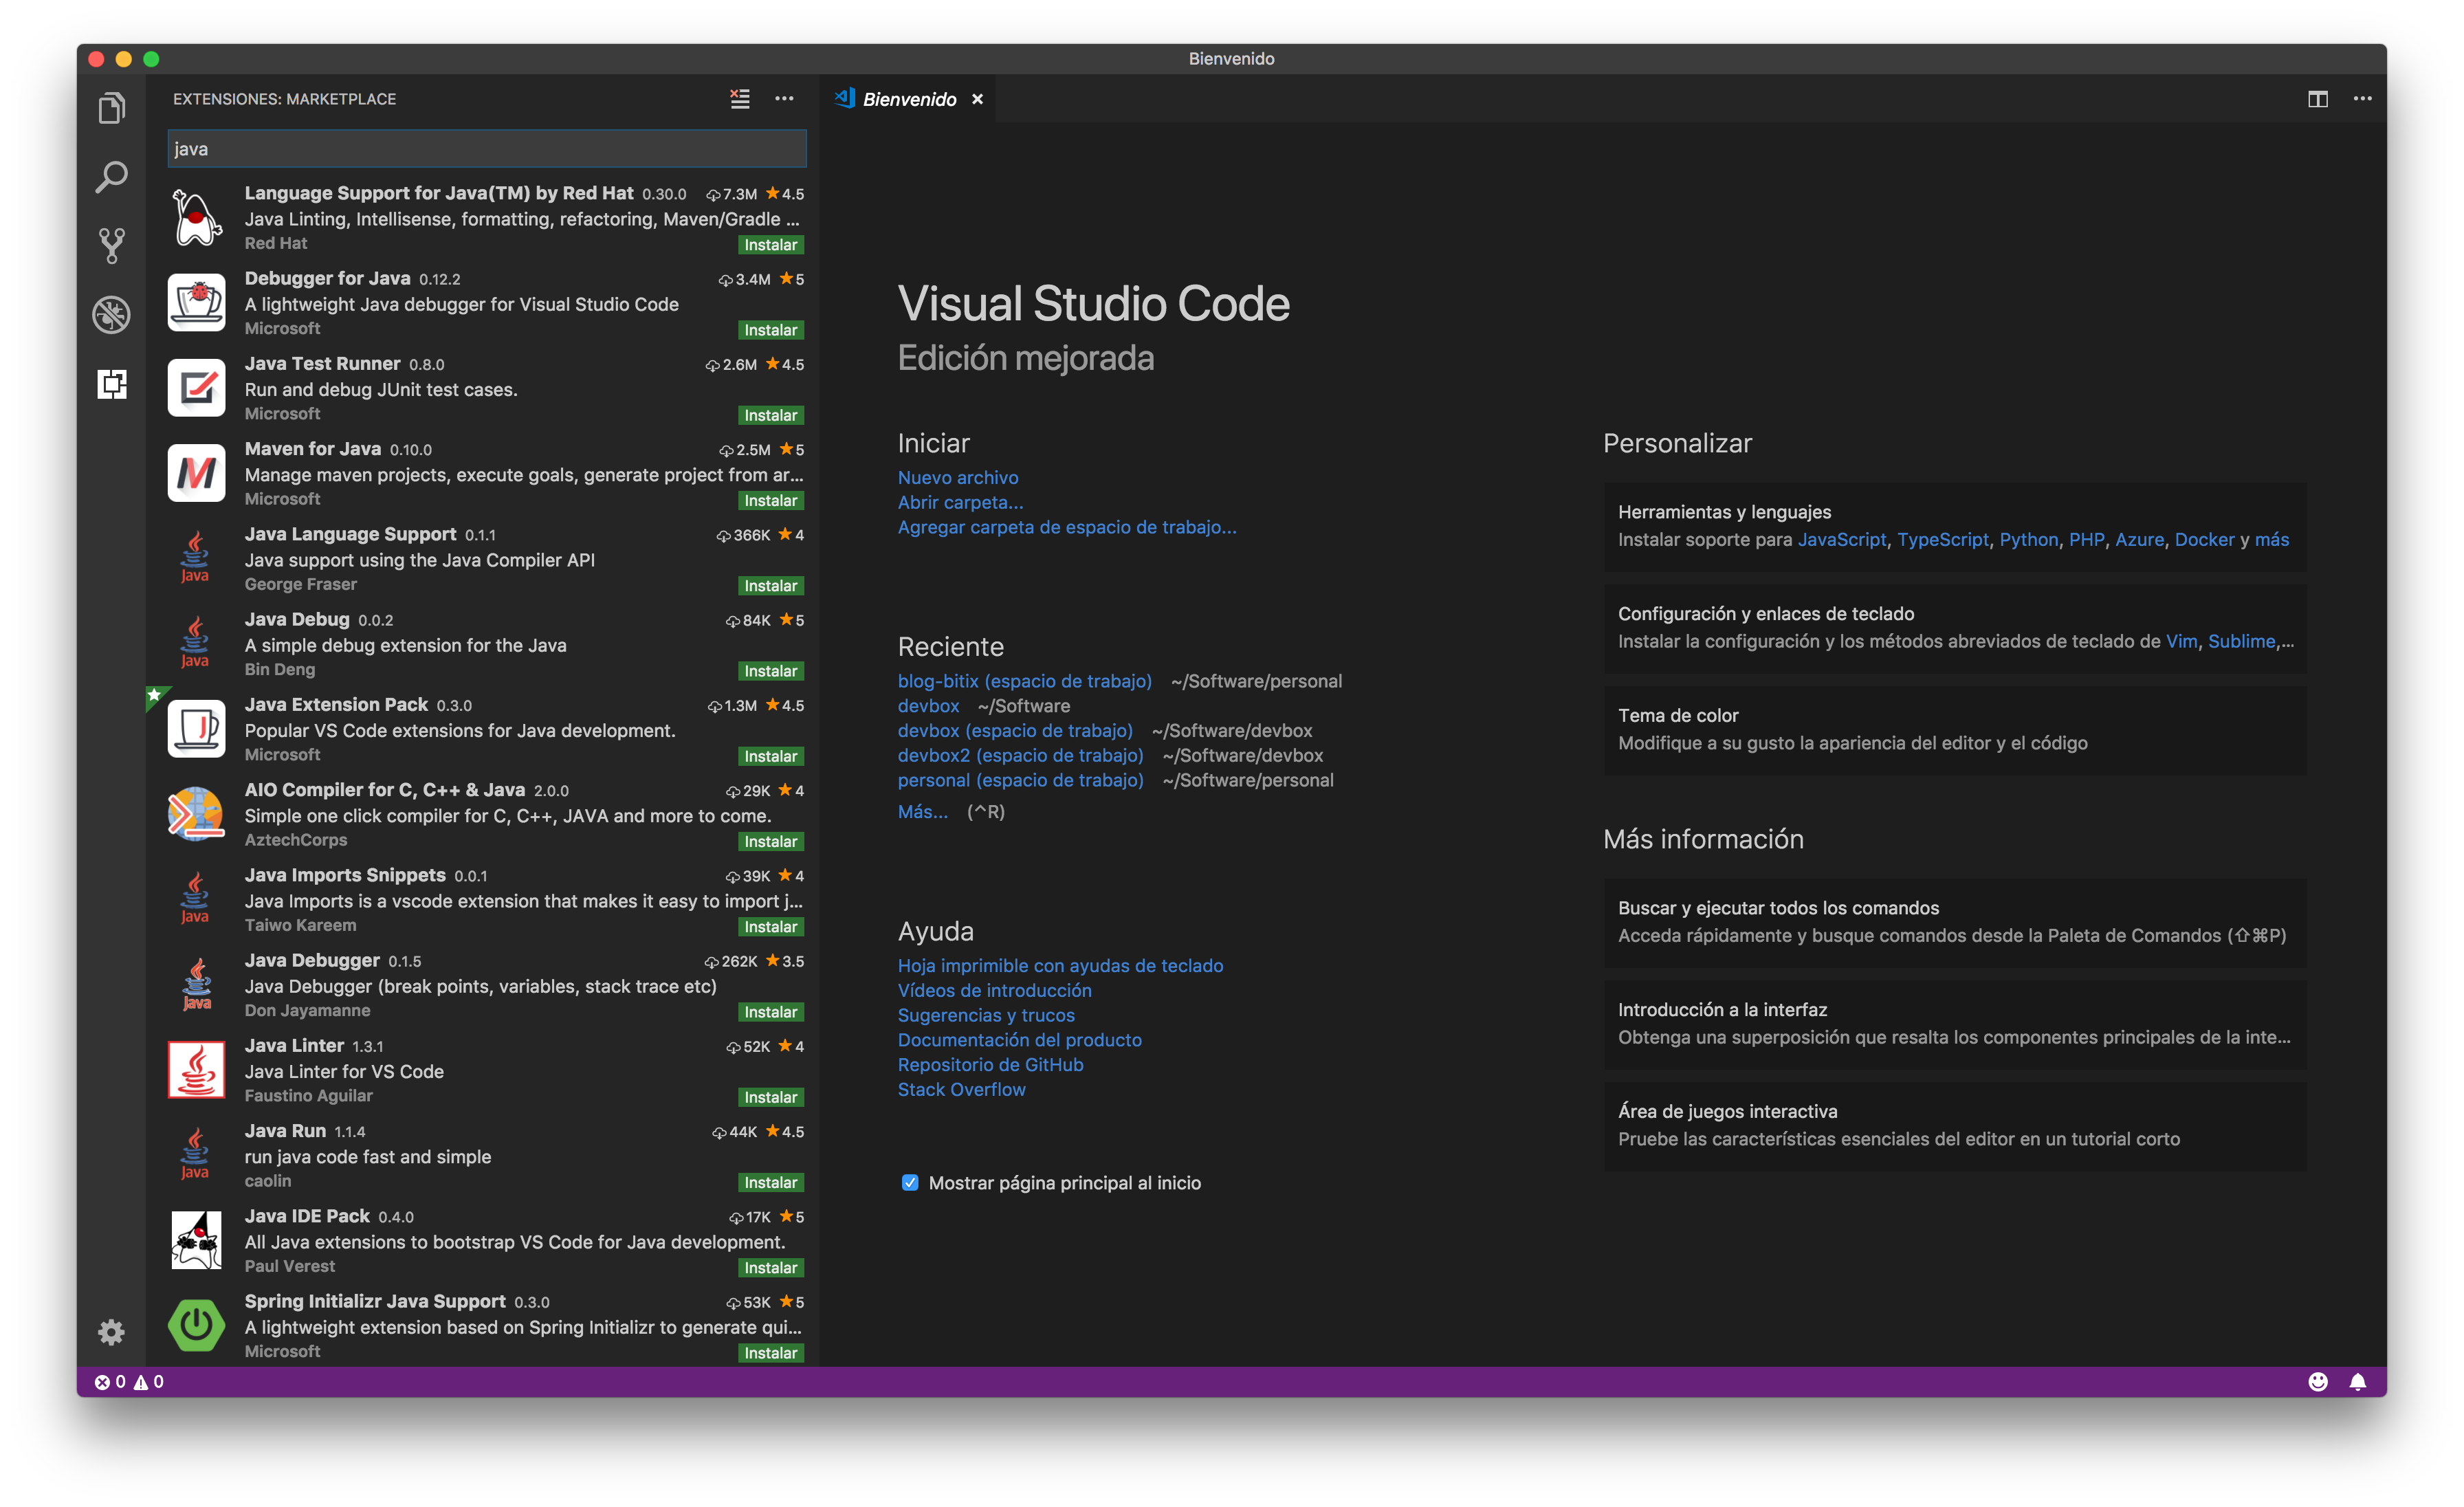 Bienvenido
EXTENSIONES: MARKETPLACE
java
Language Support for Java(TM) by Red Hat 0.30.0 7.3M 4.5
Java Linting, Intellisense, formatting, refactoring, Maven/Gradle ...
Red Hat Instalar
Debugger for Java 0.12.2 3.4M 5
A lightweight Java debugger for Visual Studio Code
Microsoft Instalar
Java Test Runner 0.8.0 2.6M 4.5
Run and debug JUnit test cases.
Microsoft Instalar
Maven for Java 0.10.0 2.5M 5
Manage maven projects, execute goals, generate project from ar...
Microsoft Instalar
Java Language Support 0.1.1 366K 4
Java support using the Java Compiler API
Java
George Fraser Instalar
Java Debug 0.0.2 84K 5
A simple debug extension for the Java
Java
Bin Deng Instalar
Java Extension Pack 0.3.0 1.3M 4.5
J
Popular VS Code extensions for Java development.
Microsoft Instalar
AIO Compiler for C, C++ & Java 2.0.0 29K 4
Simple one click compiler for C, C++, JAVA and more to come.
AztechCorps Instalar
Java Imports Snippets 0.0.1 39K 4
Java Imports is a vscode extension that makes it easy to import j...
Java
Taiwo Kareem Instalar
Java Debugger 0.1.5 262K 3.5
Java Debugger (break points, variables, stack trace etc)
Java
Don Jayamanne Instalar
Java Linter 1.3.1 52K 4
Java Linter for VS Code
Faustino Aguilar Instalar
Java Run 1.1.4 44K 4.5
run java code fast and simple
Java
caolin Instalar
Java IDE Pack 0.4.0 17K 5
All Java extensions to bootstrap VS Code for Java development.
Paul Verest Instalar
Spring Initializr Java Support 0.3.0 53K 5
A lightweight extension based on Spring Initializr to generate qui...
Microsoft Instalar
Bienvenido
Visual Studio Code
Edición mejorada
Iniciar
Nuevo archivo
Abrir carpeta...
Agregar carpeta de espacio de trabajo...
Reciente
blog-bitix (espacio de trabajo) ~/Software/personal
devbox ~/Software
devbox (espacio de trabajo) ~/Software/devbox
devbox2 (espacio de trabajo) ~/Software/devbox
personal (espacio de trabajo) ~/Software/personal
Más... (^R)
Ayuda
Hoja imprimible con ayudas de teclado
Vídeos de introducción
Sugerencias y trucos
Documentación del producto
Repositorio de GitHub
Stack Overflow
Mostrar página principal al inicio
Personalizar
Herramientas y lenguajes
Instalar soporte para JavaScript, TypeScript, Python, PHP, Azure, Docker y más
Configuración y enlaces de teclado
Instalar la configuración y los métodos abreviados de teclado de Vim, Sublime,...
Tema de color
Modifique a su gusto la apariencia del editor y el código
Más información
Buscar y ejecutar todos los comandos
Acceda rápidamente y busque comandos desde la Paleta de Comandos (⇧⌘P)
Introducción a la interfaz
Obtenga una superposición que resalta los componentes principales de la inte...
Área de juegos interactiva
Pruebe las características esenciales del editor en un tutorial corto
0 0